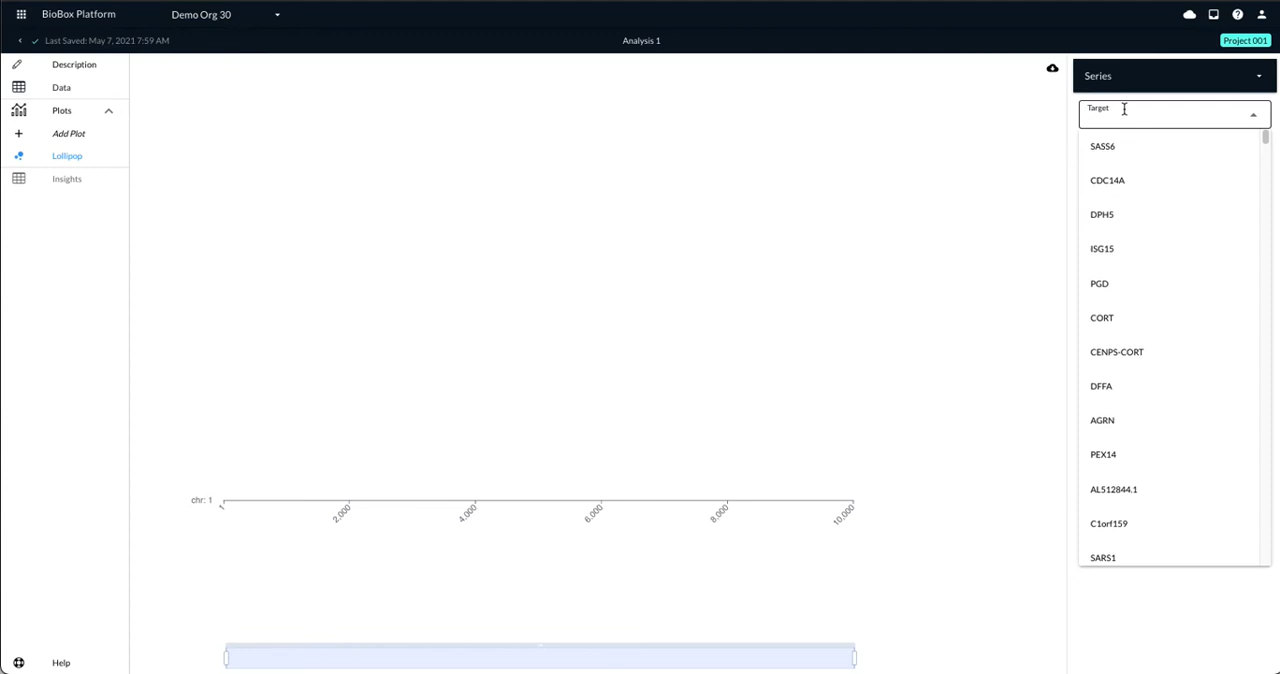 BioBox Platform
Demo Org 30
Last Saved: May 7, 2021 7:59 AM
Analysis 1
Project 001
Description
Data
Plots
Add Plot
Lollipop
Insights
Help
chr: 1
1
2,000
4,000
6,000
8,000
10,000
Series
Target
SASS6
CDC14A
DPH5
ISG15
PGD
CORT
CENPS-CORT
DFFA
AGRN
PEX14
AL512844.1
C1orf159
SARS1